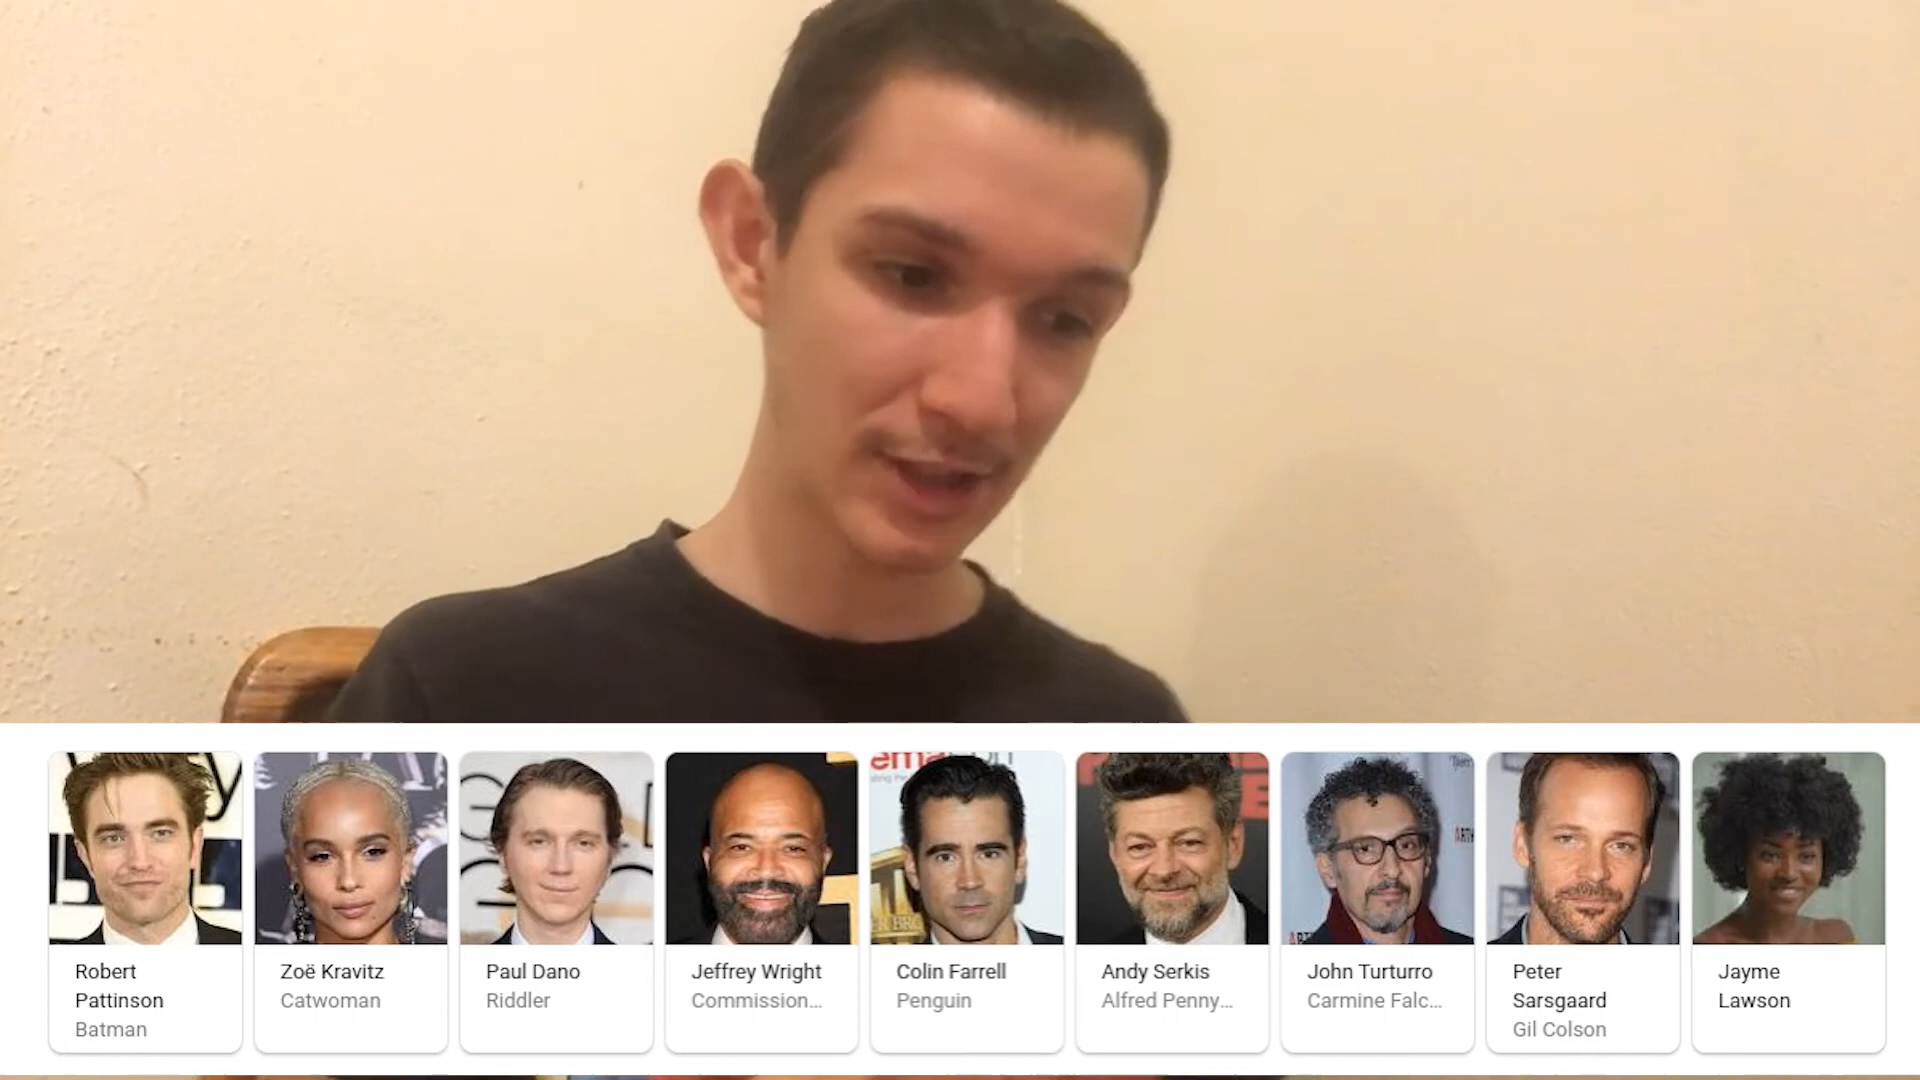 Robert
Pattinson
Batman
Zoë Kravitz
Catwoman
Paul Dano
Riddler
Jeffrey Wright
Commission...
Colin Farrell
Penguin
Andy Serkis
Alfred Penny...
John Turturro
Carmine Falc...
Peter
Sarsgaard
Gil Colson
Jayme
Lawson